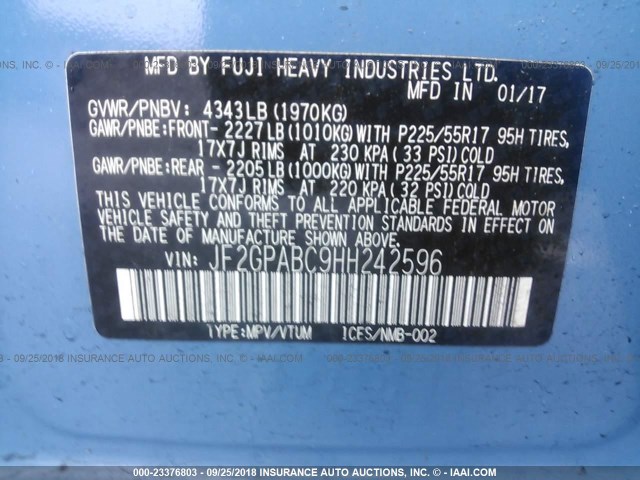 MFD BY FUJI HEAVY INDUSTRIES LTD.
MFD IN 01/17
GVWR/PNBV: 4343LB (1970KG)
GAWR/PNBE:FRONT- 2227LB(1010KG)WITH P225/55R17 95H TIRES,
17X7J RIMS AT 230 KPA(33 PSI)COLD
GAWR/PNBE:REAR - 2205LB(1000KG)WITH P225/55R17 95H TIRES,
17X7J RIMS AT 220 KPA(32 PSI)COLD
THIS VEHICLE CONFORMS TO ALL APPLICABLE FEDERAL MOTOR
VEHICLE SAFETY AND THEFT PREVENTION STANDARDS IN EFFECT ON
THE DATE OF MANUFACTURE SHOWN ABOVE.
VIN: JF2GPABC9HH242596
TYPE:MPV/VTUM ICES/NMB-002
000-23376803 - 09/25/2018 INSURANCE AUTO AUCTIONS © - IAAI.COM